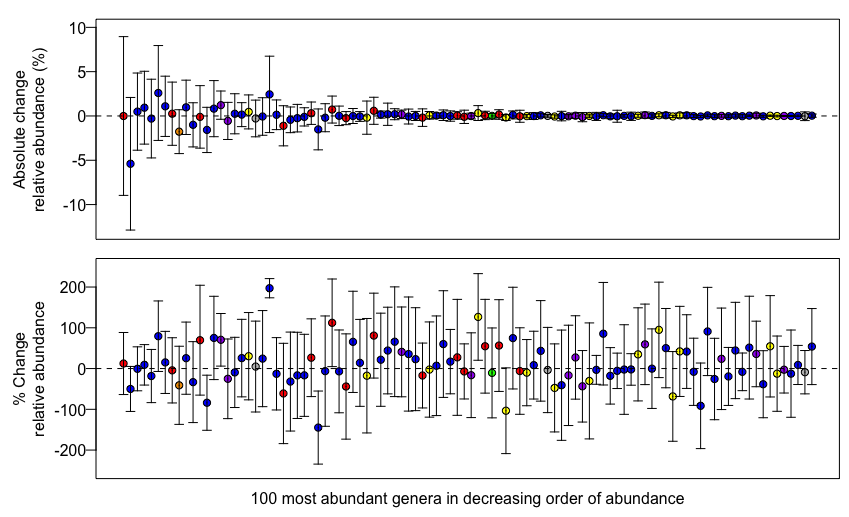 Absolute change
relative abundance (%)
10
5
0
-5
-10
% Change
relative abundance
200
100
0
-100
-200
100 most abundant genera in decreasing order of abundance